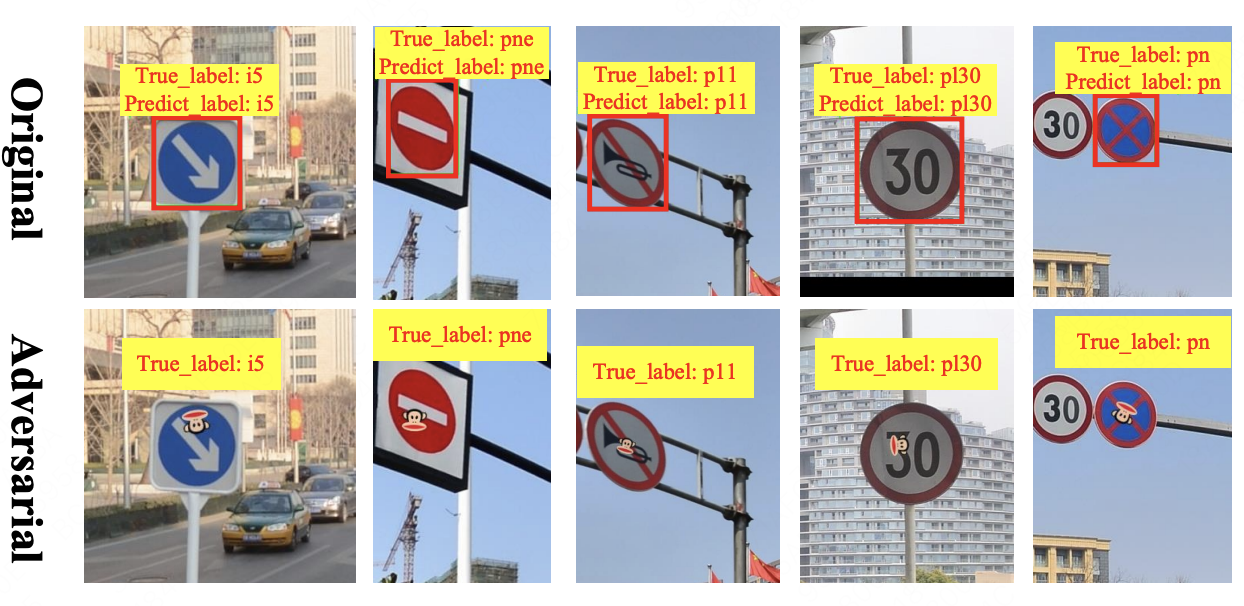 Original
True_label: i5
Predict_label: i5
True_label: pne
Predict_label: pne
True_label: p11
Predict_label: p11
True_label: pl30
Predict_label: pl30
30
True_label: pn
Predict_label: pn
30
Adversarial
True_label: i5
True_label: pne
True_label: p11
True_label: pl30
30
True_label: pn
30